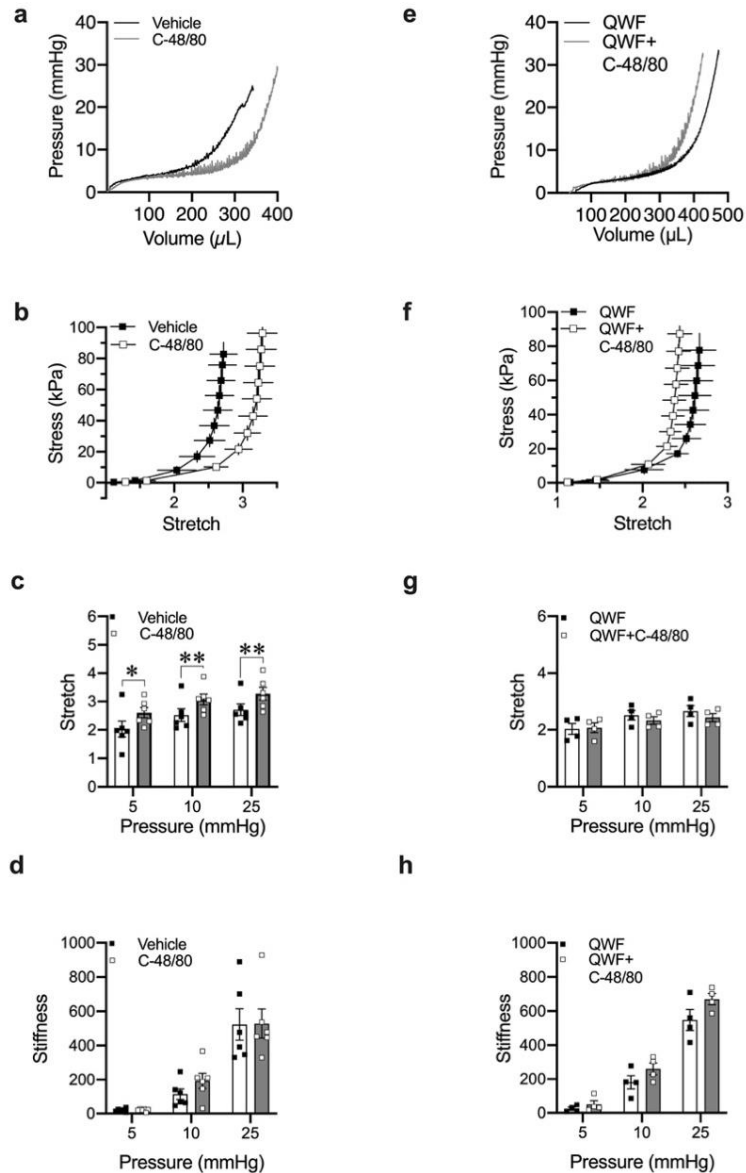 a
Vehicle
C-48/80
Pressure (mmHg)
40
30
20
10
0
100 200 300 400
Volume (µL)
e
QWF
QWF+
C-48/80
Pressure (mmHg)
40
30
20
10
0
100 200 300 400 500
Volume (µL)
b
Vehicle
C-48/80
Stress (kPa)
100
80
60
40
20
0
2 3
Stretch
f
QWF
QWF+
C-48/80
Stress (kPa)
100
80
60
40
20
0
1 2 3
Stretch
c
Vehicle
C-48/80
Stretch
6
5
4
3
2
1
0
* ** **
5 10 25
Pressure (mmHg)
g
QWF
QWF+C-48/80
Stretch
6
4
2
0
5 10 25
Pressure (mmHg)
d
Vehicle
C-48/80
Stiffness
1000
800
600
400
200
0
5 10 25
Pressure (mmHg)
h
QWF
QWF+
C-48/80
Stiffness
1000
800
600
400
200
0
5 10 25
Pressure (mmHg)